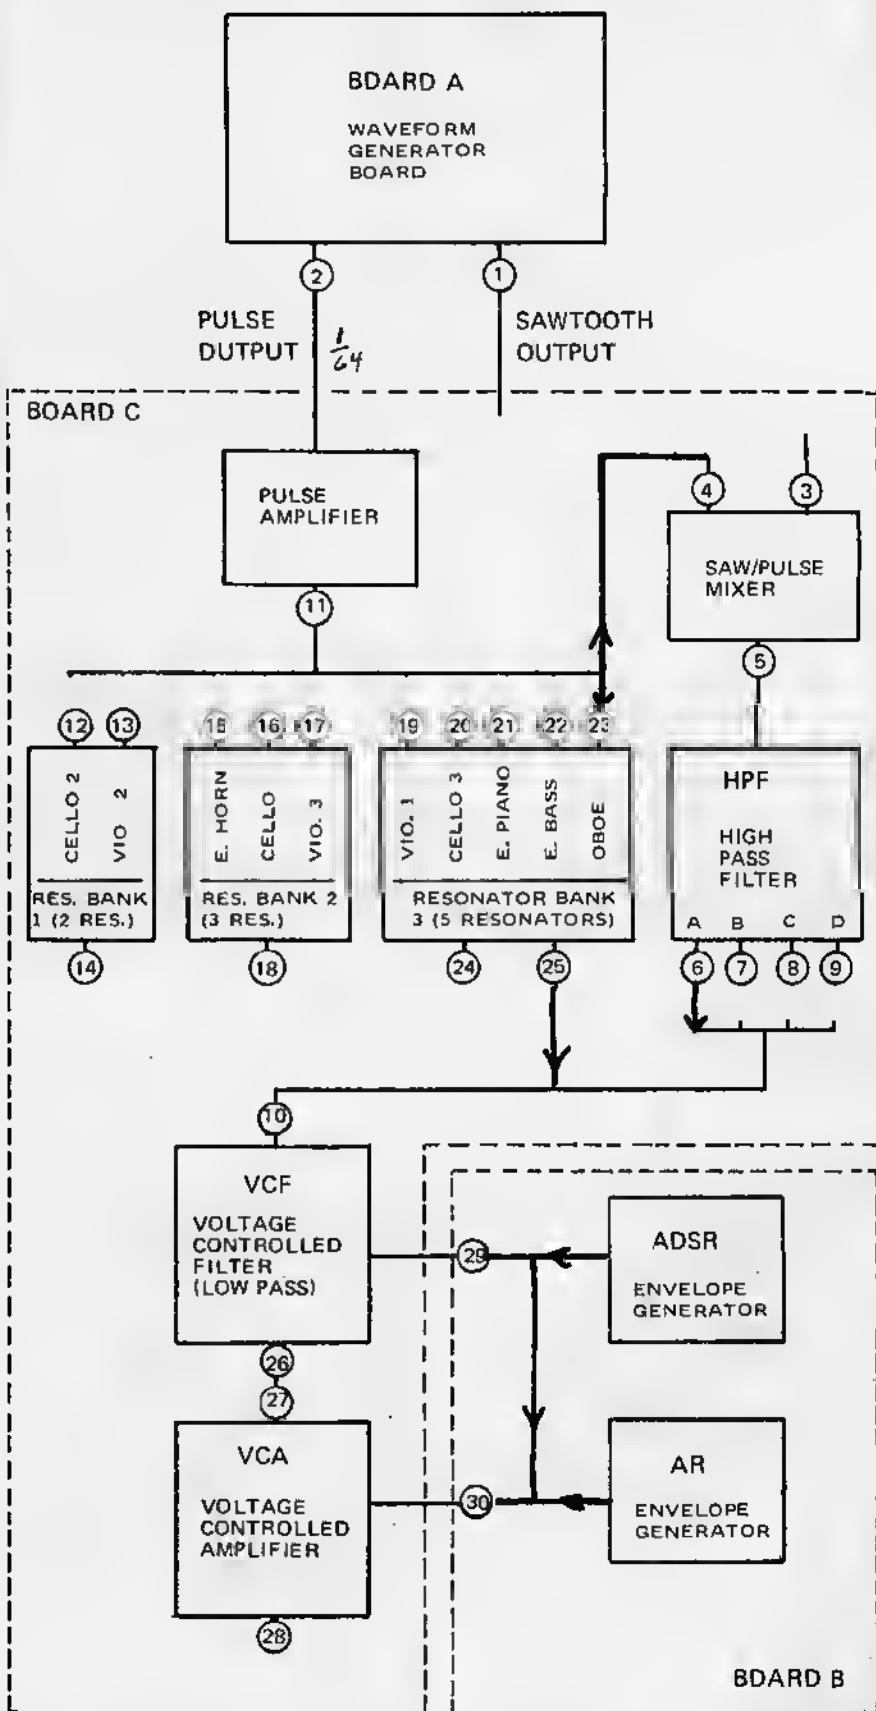 BDARD A
WAVEFORM
GENERATOR
BOARD
2 1
PULSE
DUTPUT
1/64
SAWTOOTH
OUTPUT
BOARD C
PULSE
AMPLIFIER
4 3
SAW/PULSE
MIXER
11
5
12 13 15 16 17 19 20 21 22 23
CELLO 2
VIO 2
E. HORN
CELLO
VIO. 3
VIO. 1
CELLO 3
E. PIANO
E. BASS
OBOE
RES. BANK
1 (2 RES.)
RES. BANK 2
(3 RES.)
RESONATOR BANK
3 (5 RESONATORS)
HPF
HIGH
PASS
FILTER
A B C D
14 18 24 25 6 7 8 9
10
VCF
VOLTAGE
CONTROLLED
FILTER
(LOW PASS)
29
ADSR
ENVELOPE
GENERATOR
26
27
VCA
VOLTAGE
CONTROLLED
AMPLIFIER
30
AR
ENVELOPE
GENERATOR
28
BDARD B